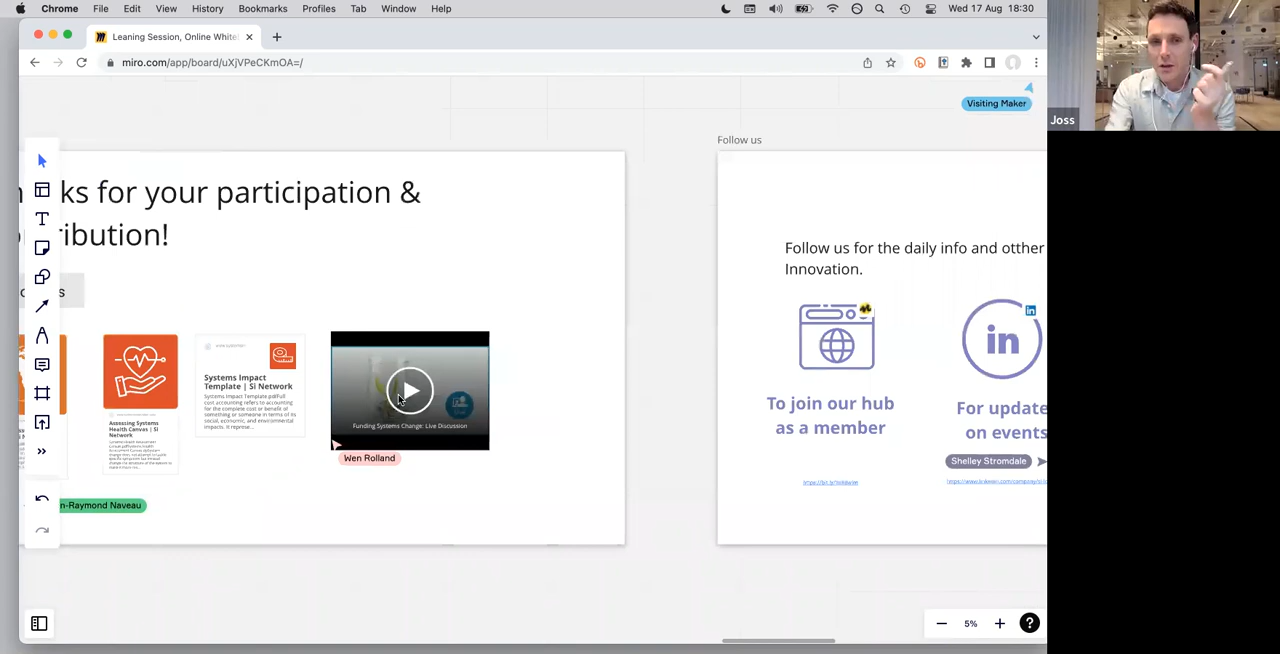 Chrome File Edit View History Bookmarks Profiles Tab Window Help Wed 17 Aug 18:30
Leaning Session, Online White
miro.com/app/board/uXjVPeCKmOA=/
Visiting Maker
Joss
Follow us
ks for your participation &
ribution!
s
Systems Impact
Template | Si Network
Assessing Systems
Health Canvas | Si
Network
Funding Systems Change: Live Discussion
Wen Rolland
n-Raymond Naveau
Follow us for the daily info and otther
Innovation.
in
in
To join our hub
as a member
For update
on events
Shelley Stromdale
5%
?